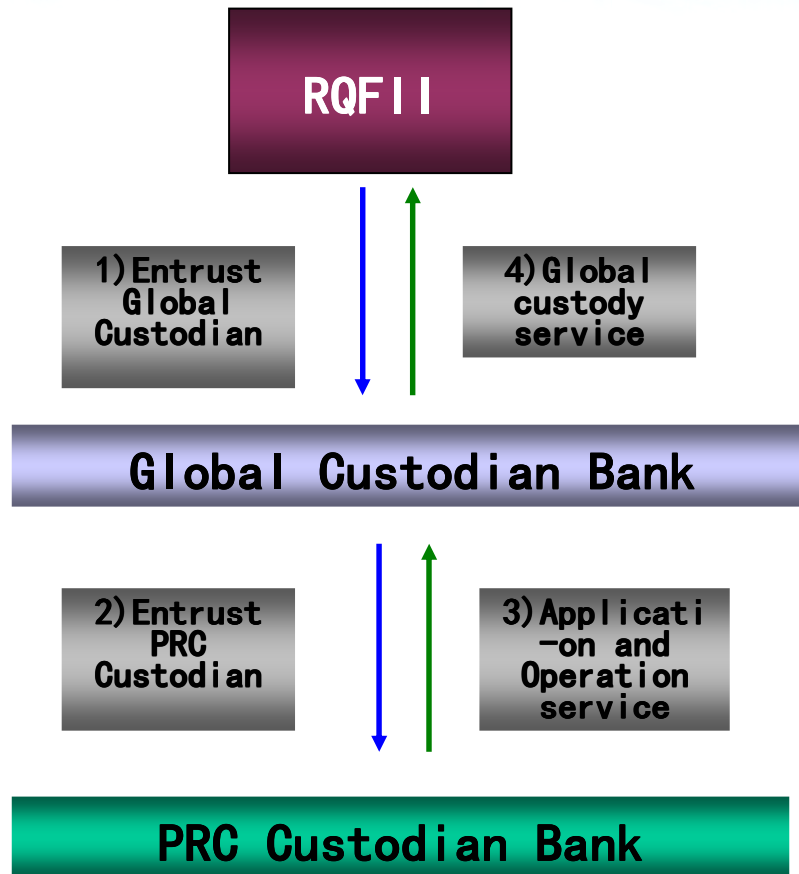 RQFII
1)Entrust
Global
Custodian
4)Global
custody
service
Global Custodian Bank
2)Entrust
PRC
Custodian
3)Applicati
-on and
Operation
service
PRC Custodian Bank